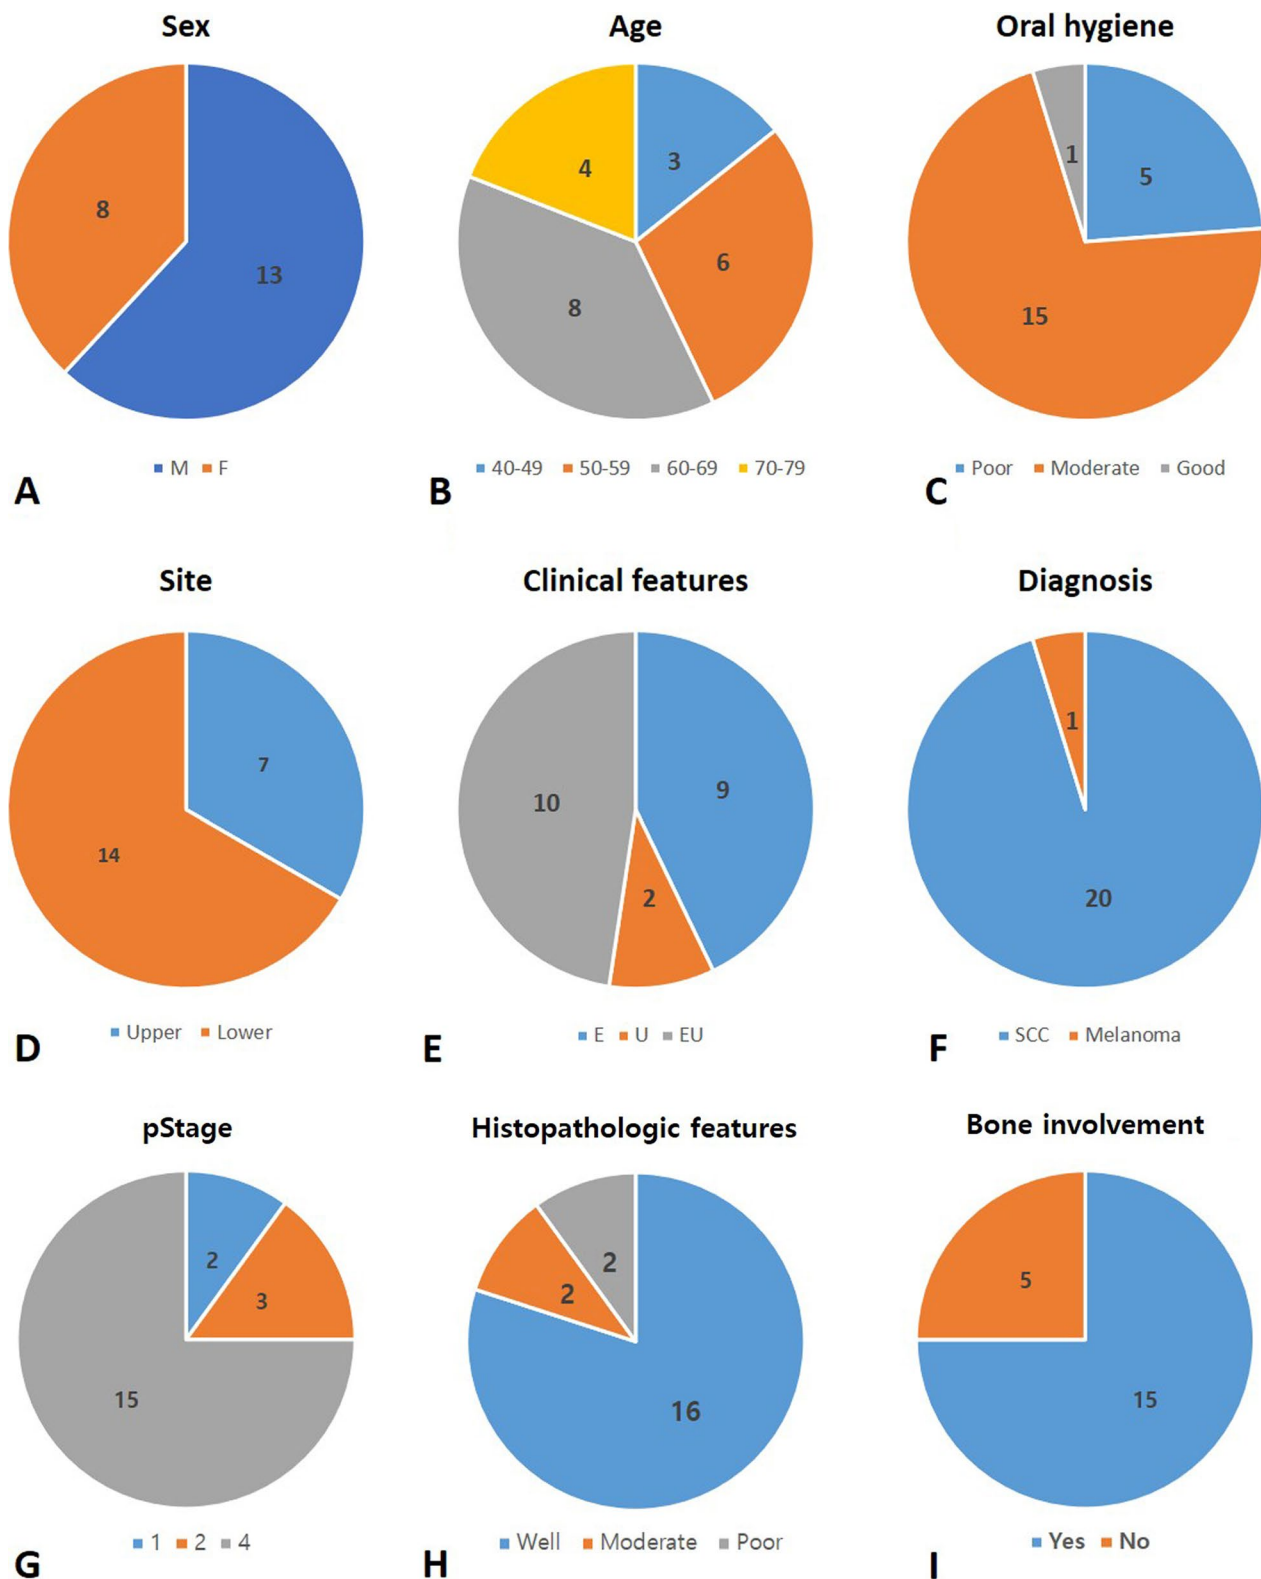 Sex
Age
Oral hygiene
8
13
4
3
6
8
1
5
15
M F
40-49 50-59 60-69 70-79
Poor Moderate Good
A
B
C
Site
Clinical features
Diagnosis
7
14
10
9
2
1
20
Upper Lower
E U EU
SCC Melanoma
D
E
F
pStage
Histopathologic features
Bone involvement
2
3
15
2
2
16
5
15
1 2 4
Well Moderate Poor
Yes No
G
H
I